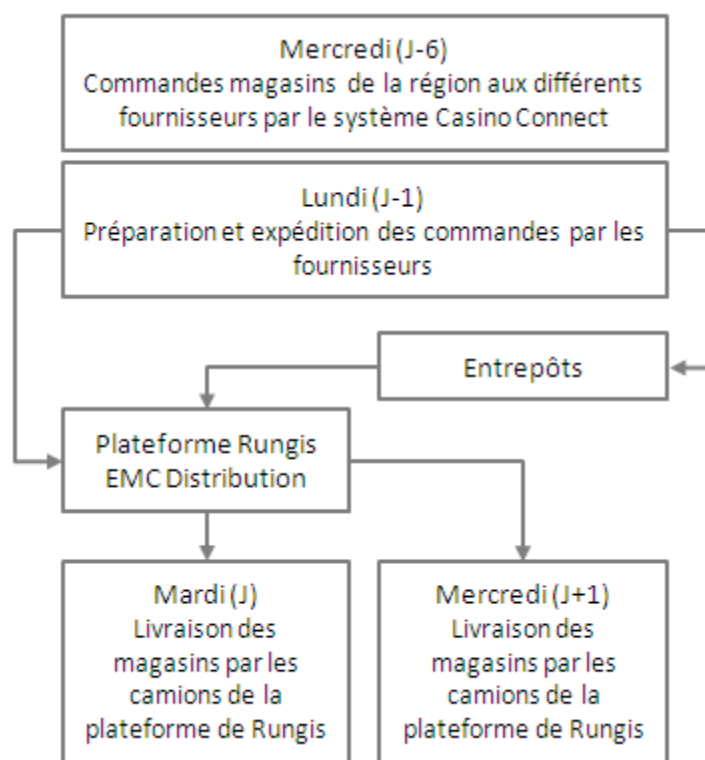 Mercredi (J-6)
Commandes magasins de la région aux différents
fournisseurs par le système Casino Connect
Lundi (J-1)
Préparation et expédition des commandes par les
fournisseurs
Entrepôts
Plateforme Rungis
EMC Distribution
Mardi (J)
Livraison des
magasins par les
camions de la
plateforme de Rungis
Mercredi (J+1)
Livraison des
magasins par les
camions de la
plateforme de Rungis